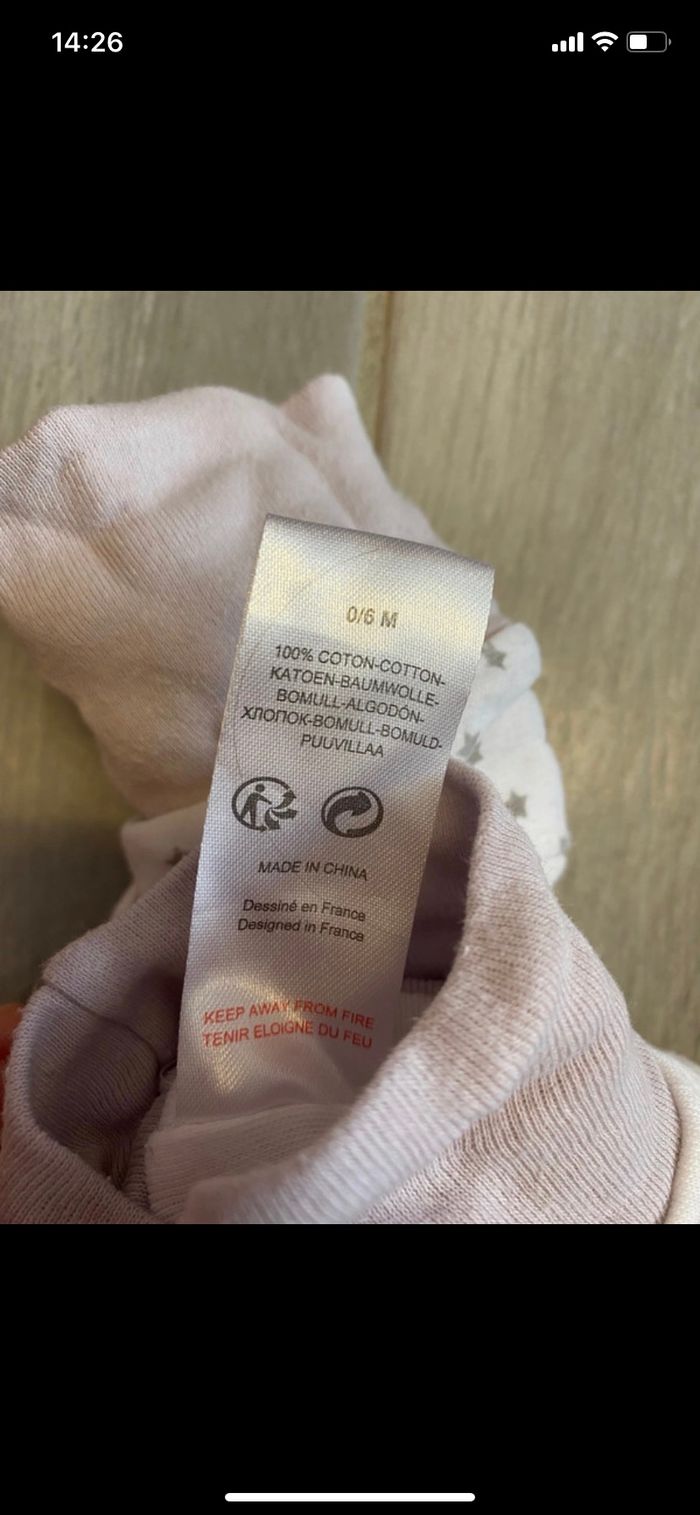 14:26
0/6 M
100% COTON-COTTON-
KATOEN-BAUMWOLLE-
BOMULL-ALGODÓN-
ХЛОПОК-BOMULL-BOMULD-
PUUVILLAA
MADE IN CHINA
Dessiné en France
Designed in France
KEEP AWAY FROM FIRE
TENIR ELOIGNE DU FEU